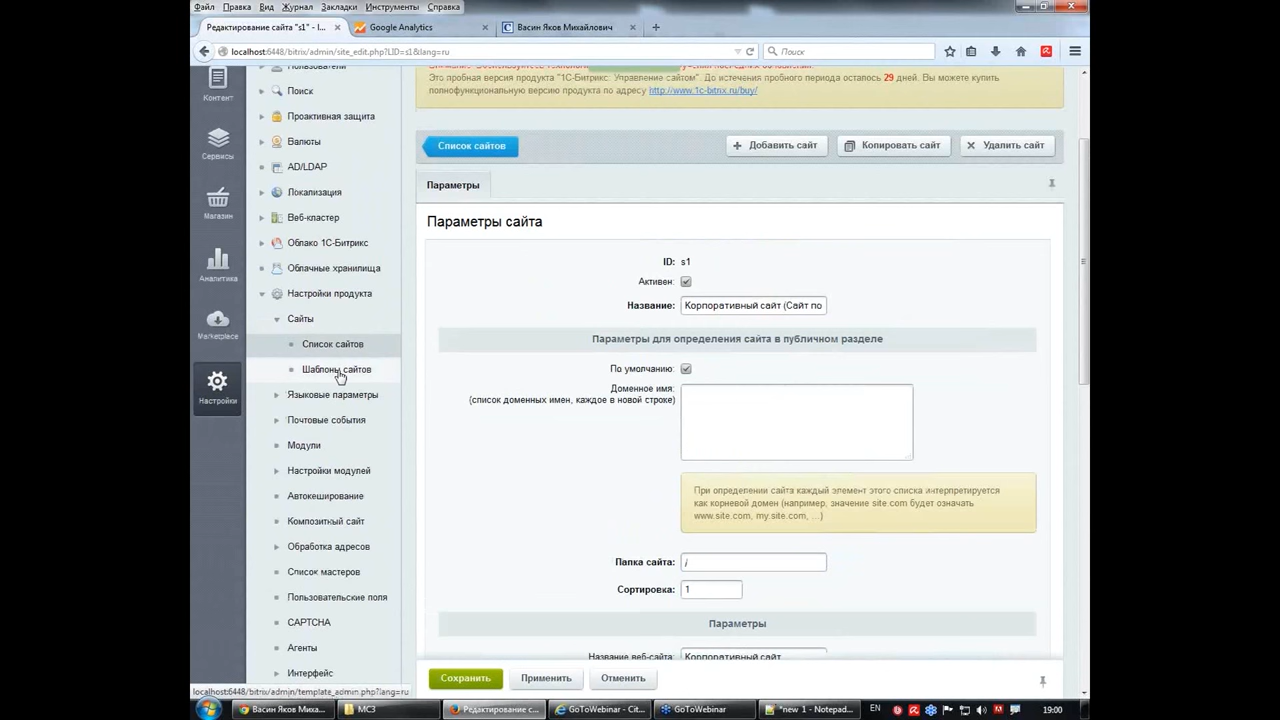 Файл Правка Вид Журнал Закладки Инструменты Справка
Редактирование сайта "s1" - I... Google Analytics Васин Яков Михайлович
localhost:6448/bitrix/admin/site_edit.php?LID=s1&lang=ru Поиск
Контент
Сервисы
Магазин
Аналитика
Marketplace
Настройки
Пользователи
Поиск
Проактивная защита
Валюты
AD/LDAP
Локализация
Веб-кластер
Облако 1С-Битрикс
Облачные хранилища
Настройки продукта
Сайты
Список сайтов
Шаблоны сайтов
Языковые параметры
Почтовые события
Модули
Настройки модулей
Автокеширование
Композитный сайт
Обработка адресов
Список мастеров
Пользовательские поля
CAPTCHA
Агенты
Интерфейс
Это пробная версия продукта "1С-Битрикс: Управление сайтом". До истечения пробного периода осталось 29 дней. Вы можете купить
полнофункциональную версию продукта по адресу http://www.1c-bitrix.ru/buy/
Список сайтов Добавить сайт Копировать сайт Удалить сайт
Параметры
Параметры сайта
ID: s1
Активен:
Название: Корпоративный сайт (Сайт по
Параметры для определения сайта в публичном разделе
По умолчанию:
Доменное имя:
(список доменных имен, каждое в новой строке)
При определении сайта каждый элемент этого списка интерпретируется
как корневой домен (например, значение site.com будет означать
www.site.com, my.site.com, ...)
Папка сайта: /
Сортировка: 1
Параметры
Название веб-сайта: Корпоративный сайт
Сохранить Применить Отменить
localhost:6448/bitrix/admin/template_admin.php?lang=ru
Васин Яков Миха... МС3 Редактирование с... GoToWebinar - Cit... GoToWebinar *new 1 - Notepad... EN 19:00